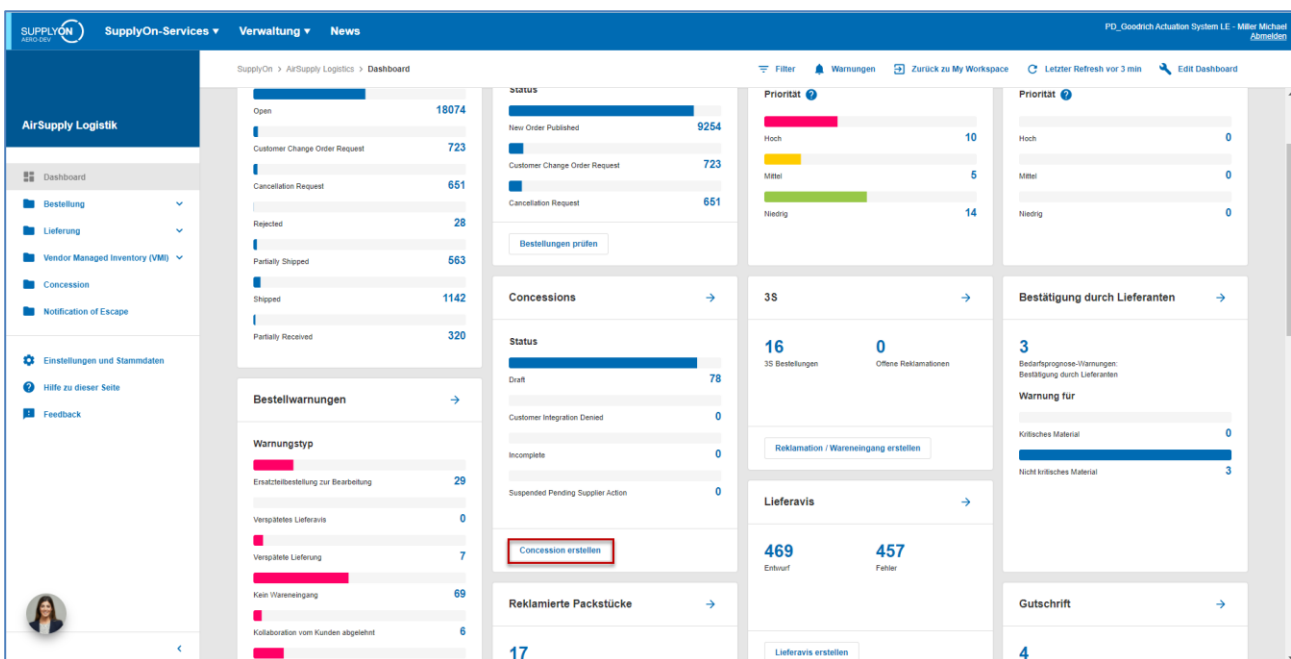 SUPPLYON
AERO-DEV
SupplyOn-Services
Verwaltung
News
PD_Goodrich Actuation System LE - Miller Michael
Abmelden
SupplyOn > AirSupply Logistics > Dashboard
Filter
Warnungen
Zurück zu My Workspace
Letzter Refresh vor 3 min
Edit Dashboard
AirSupply Logistik
Dashboard
Bestellung
Lieferung
Vendor Managed Inventory (VMI)
Concession
Notification of Escape
Einstellungen und Stammdaten
Hilfe zu dieser Seite
Feedback
Open 18074
Customer Change Order Request 723
Cancellation Request 651
Rejected 28
Partially Shipped 563
Shipped 1142
Partially Received 320
Bestellwarnungen
Warnungstyp
Ersatzteilbestellung zur Bearbeitung 29
Verspätetes Lieferavis 0
Verspätete Lieferung 7
Kein Wareneingang 69
Kollaboration vom Kunden abgelehnt 6
Status
New Order Published 9254
Customer Change Order Request 723
Cancellation Request 651
Bestellungen prüfen
Concessions
Status
Draft 78
Customer Integration Denied 0
Incomplete 0
Suspended Pending Supplier Action 0
Concession erstellen
Reklamierte Packstücke
17
Priorität
Hoch 10
Mittel 5
Niedrig 14
3S
16 0
3S Bestellungen Offene Reklamationen
Reklamation / Wareneingang erstellen
Lieferavis
469 457
Entwurf Fehler
Lieferavis erstellen
Priorität
Hoch 0
Mittel 0
Niedrig 0
Bestätigung durch Lieferanten
3
Bedarfsprognose-Warnungen:
Bestätigung durch Lieferanten
Warnung für
Kritisches Material 0
Nicht kritisches Material 3
Gutschrift
4